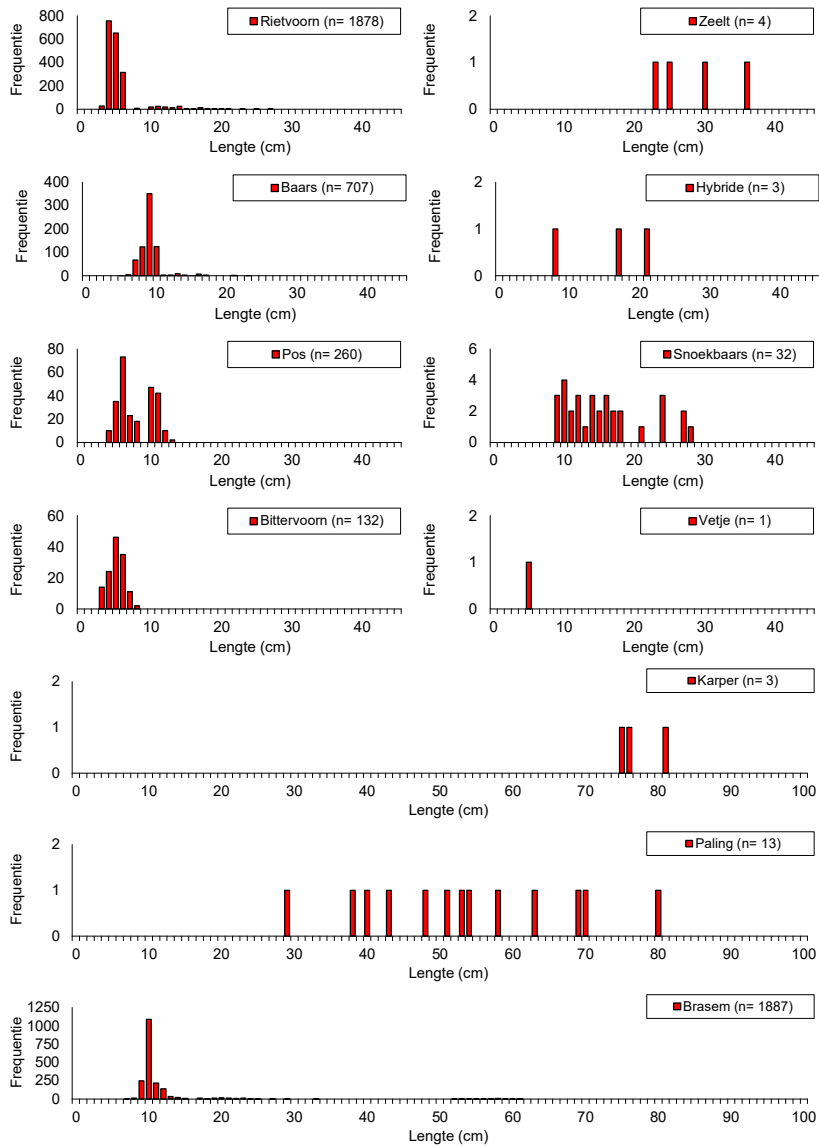 Rietvoorn (n= 1878)
Frequentie
800
600
400
200
0
0 10 20 30 40
Lengte (cm)
Zeelt (n= 4)
Frequentie
2
1
0
0 10 20 30 40
Lengte (cm)
Baars (n= 707)
Frequentie
400
300
200
100
0
0 10 20 30 40
Lengte (cm)
Hybride (n= 3)
Frequentie
2
1
0
0 10 20 30 40
Lengte (cm)
Pos (n= 260)
Frequentie
80
60
40
20
0
0 10 20 30 40
Lengte (cm)
Snoekbaars (n= 32)
Frequentie
6
4
2
0
0 10 20 30 40
Lengte (cm)
Bittervoorn (n= 132)
Frequentie
60
40
20
0
0 10 20 30 40
Lengte (cm)
Vetje (n= 1)
Frequentie
2
1
0
0 10 20 30 40
Lengte (cm)
Karper (n= 3)
Frequentie
2
1
0
0 10 20 30 40 50 60 70 80 90 100
Lengte (cm)
Paling (n= 13)
Frequentie
2
1
0
0 10 20 30 40 50 60 70 80 90 100
Lengte (cm)
Brasem (n= 1887)
Frequentie
1250
1000
750
500
250
0
0 10 20 30 40 50 60 70 80 90 100
Lengte (cm)